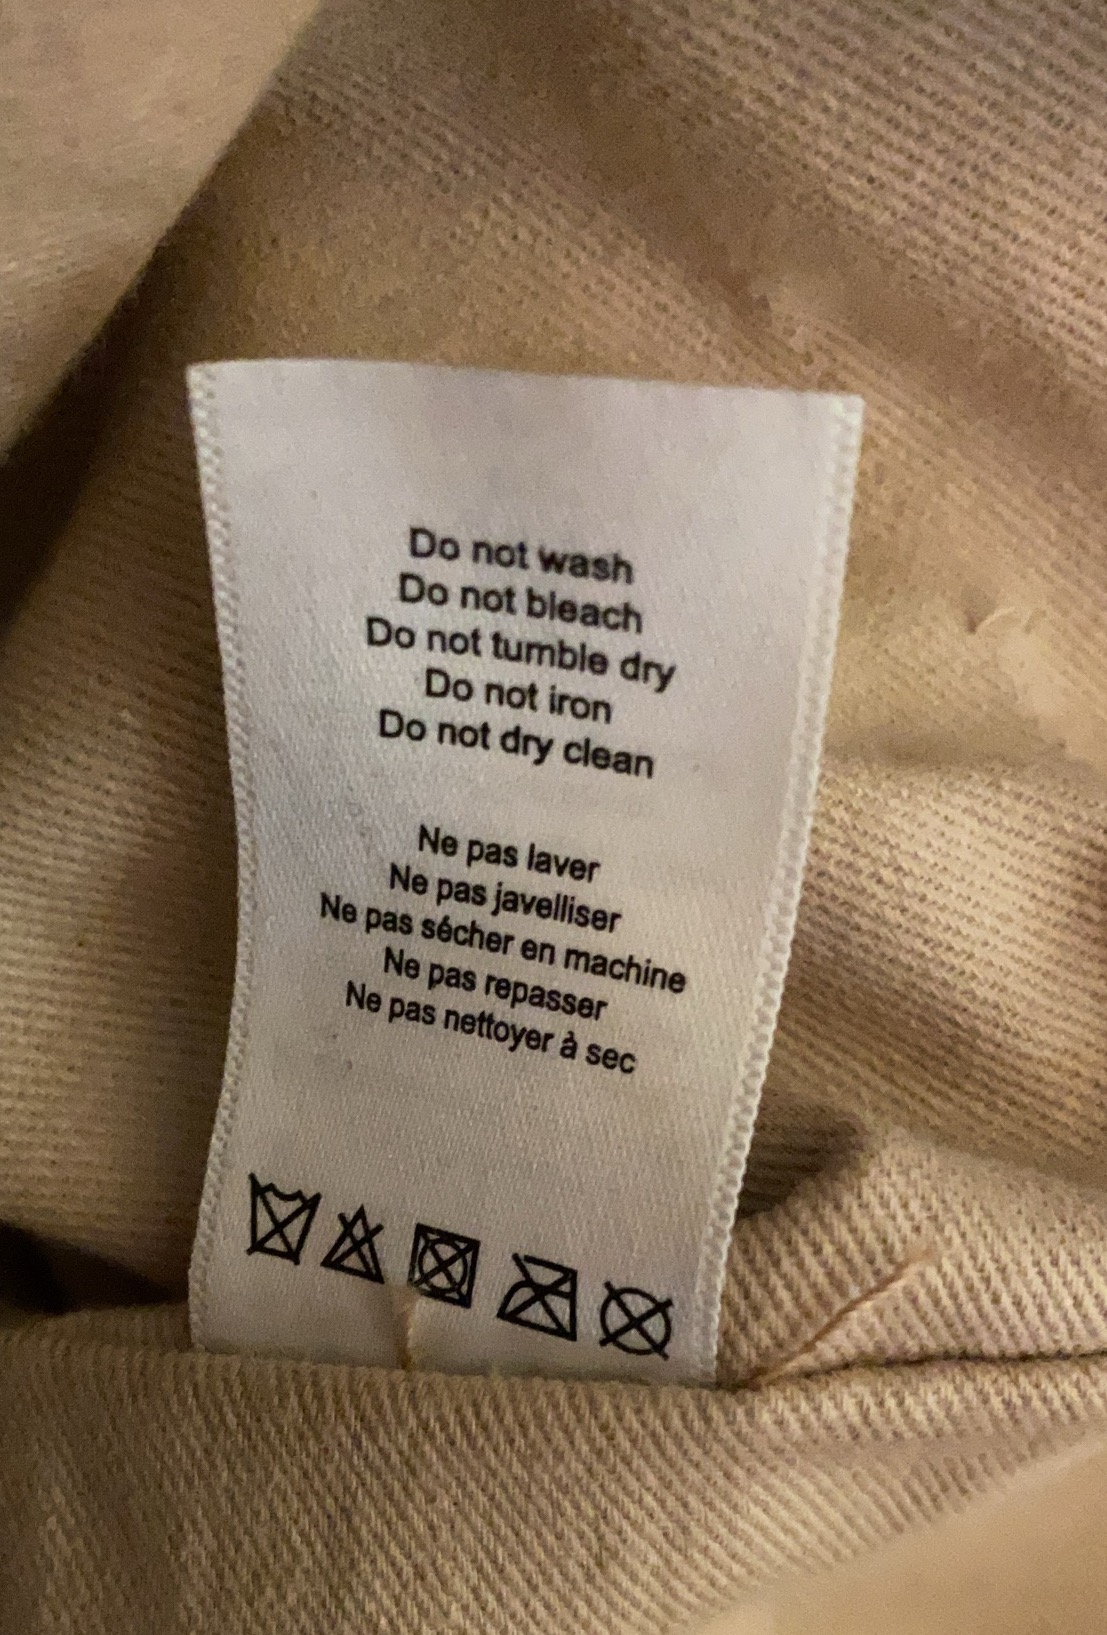 Do not wash
Do not bleach
Do not tumble dry
Do not iron
Do not dry clean
Ne pas laver
Ne pas javelliser
Ne pas sécher en machine
Ne pas repasser
Ne pas nettoyer à sec